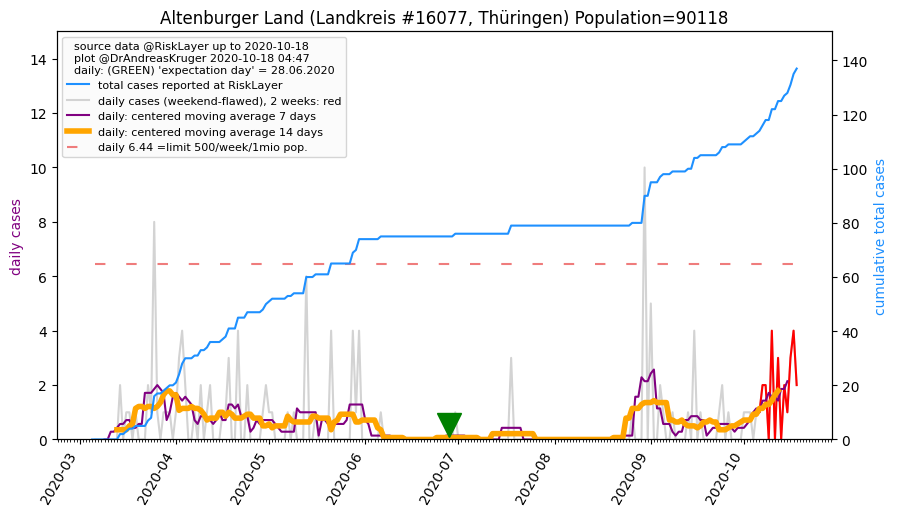 Altenburger Land (Landkreis #16077, Thüringen) Population=90118
source data @RiskLayer up to 2020-10-18
plot @DrAndreasKruger 2020-10-18 04:47
daily: (GREEN) 'expectation day' = 28.06.2020
total cases reported at RiskLayer
daily cases (weekend-flawed), 2 weeks: red
daily: centered moving average 7 days
daily: centered moving average 14 days
daily 6.44 =limit 500/week/1mio pop.
daily cases
14
12
10
8
6
4
2
0
cumulative total cases
140
120
100
80
60
40
20
0
2020-03
2020-04
2020-05
2020-06
2020-07
2020-08
2020-09
2020-10